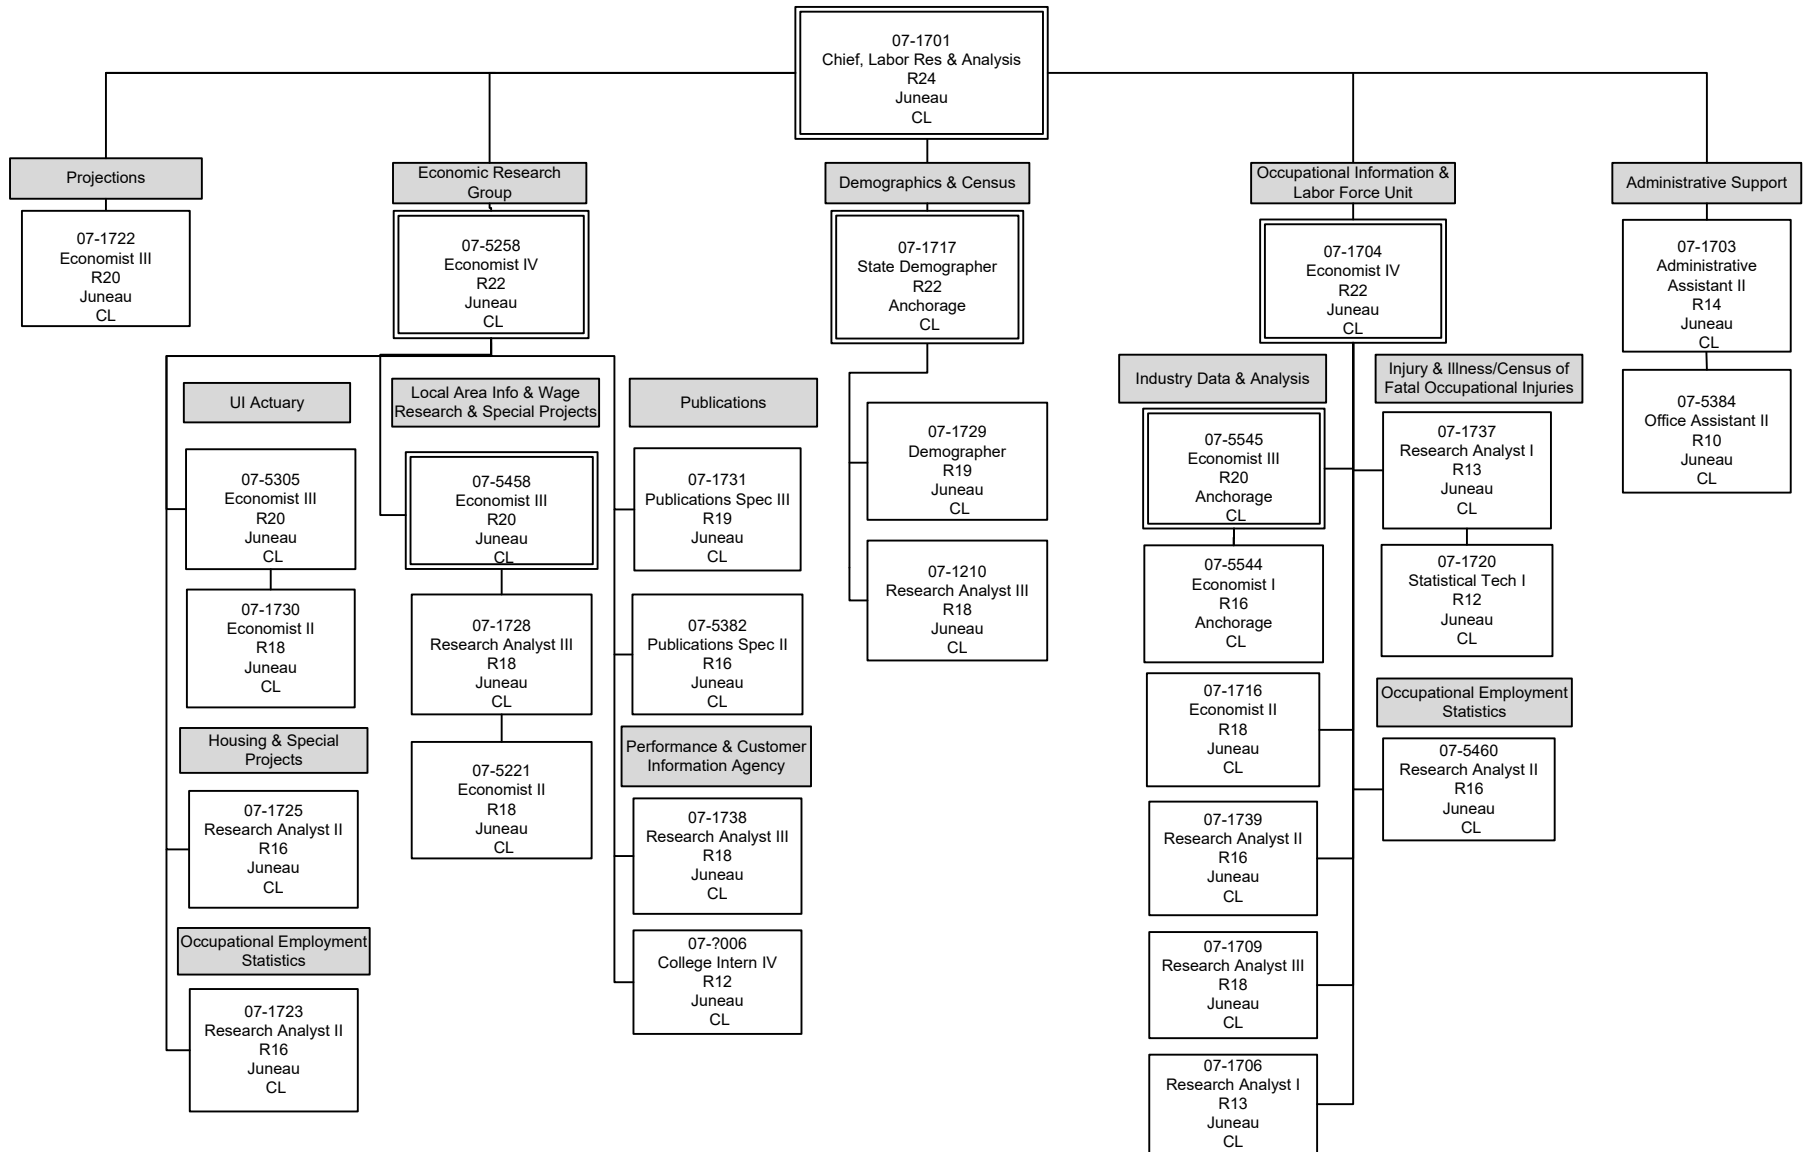 07-1701
Chief, Labor Res & Analysis
R24
Juneau
CL
Projections
07-1722
Economist III
R20
Juneau
CL
Economic Research
Group
07-5258
Economist IV
R22
Juneau
CL
UI Actuary
07-5305
Economist III
R20
Juneau
CL
07-1730
Economist II
R18
Juneau
CL
Housing & Special
Projects
07-1725
Research Analyst II
R16
Juneau
CL
Occupational Employment
Statistics
07-1723
Research Analyst II
R16
Juneau
CL
Local Area Info & Wage
Research & Special Projects
07-5458
Economist III
R20
Juneau
CL
07-1728
Research Analyst III
R18
Juneau
CL
07-5221
Economist II
R18
Juneau
CL
Publications
07-1731
Publications Spec III
R19
Juneau
CL
07-5382
Publications Spec II
R16
Juneau
CL
Performance & Customer
Information Agency
07-1738
Research Analyst III
R18
Juneau
CL
07-?006
College Intern IV
R12
Juneau
CL
Demographics & Census
07-1717
State Demographer
R22
Anchorage
CL
07-1729
Demographer
R19
Juneau
CL
07-1210
Research Analyst III
R18
Juneau
CL
Occupational Information &
Labor Force Unit
07-1704
Economist IV
R22
Juneau
CL
Industry Data & Analysis
07-5545
Economist III
R20
Anchorage
CL
07-5544
Economist I
R16
Anchorage
CL
07-1716
Economist II
R18
Juneau
CL
07-1739
Research Analyst II
R16
Juneau
CL
07-1709
Research Analyst III
R18
Juneau
CL
07-1706
Research Analyst I
R13
Juneau
CL
Injury & Illness/Census of
Fatal Occupational Injuries
07-1737
Research Analyst I
R13
Juneau
CL
07-1720
Statistical Tech I
R12
Juneau
CL
Occupational Employment
Statistics
07-5460
Research Analyst II
R16
Juneau
CL
Administrative Support
07-1703
Administrative
Assistant II
R14
Juneau
CL
07-5384
Office Assistant II
R10
Juneau
CL